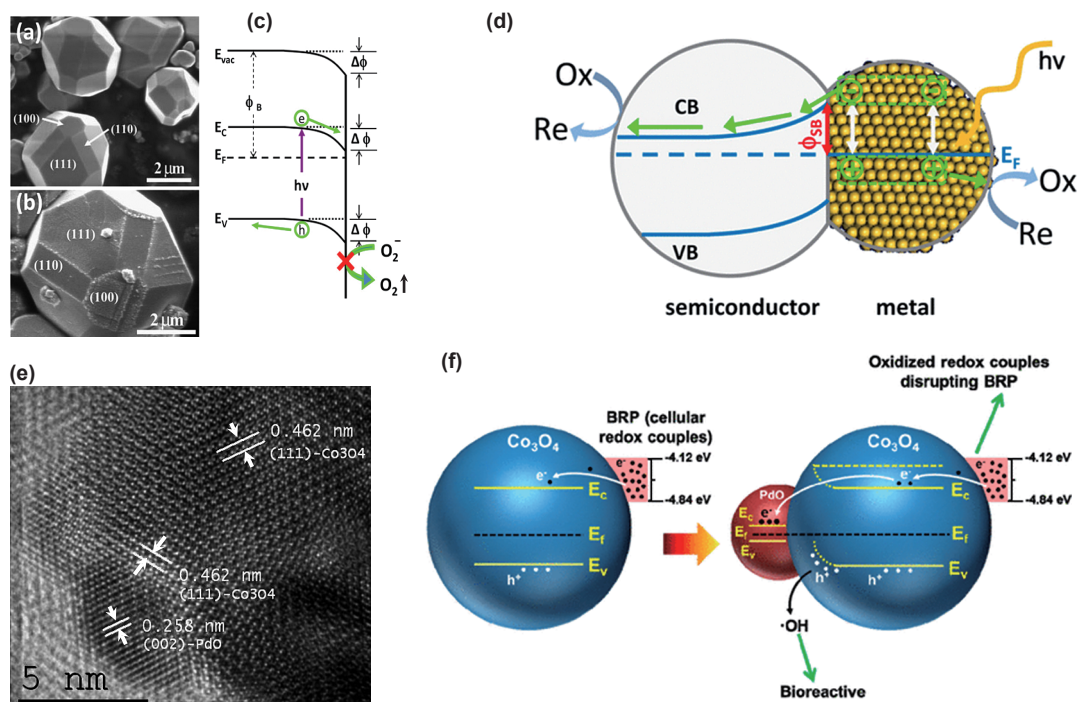 (a)
(100)
(110)
(111)
2 μm
(b)
(111)
(110)
(100)
2 μm
(c)
E_vac
Δϕ
ϕ_B
e
E_C
Δϕ
E_F
hν
E_V
h
Δϕ
O₂⁻
O₂↑
(d)
hν
Ox
Re
CB
ϕ_SB
E_F
Ox
Re
VB
semiconductor
metal
(e)
0.462 nm
(111)-Co3O4
0.462 nm
(111)-Co3O4
0.258 nm
(002)-PdO
5 nm
(f)
Oxidized redox couples
disrupting BRP
BRP (cellular
redox couples)
Co₃O₄
e⁻
e⁻
-4.12 eV
-4.84 eV
E_c
E_f
E_v
h⁺
Co₃O₄
e⁻
e⁻
-4.12 eV
-4.84 eV
PdO
e⁻
E_c
E_f
E_v
E_c
E_f
E_v
h⁺
h⁺
·OH
Bioreactive